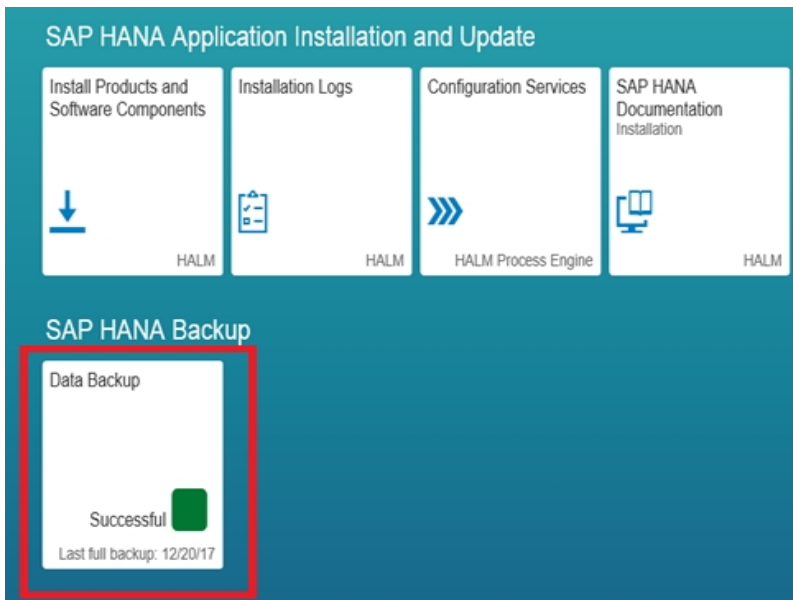 SAP HANA Application Installation and Update
Install Products and
Software Components
HALM
Installation Logs
HALM
Configuration Services
HALM Process Engine
SAP HANA
Documentation
Installation
HALM
SAP HANA Backup
Data Backup
Successful
Last full backup: 12/20/17